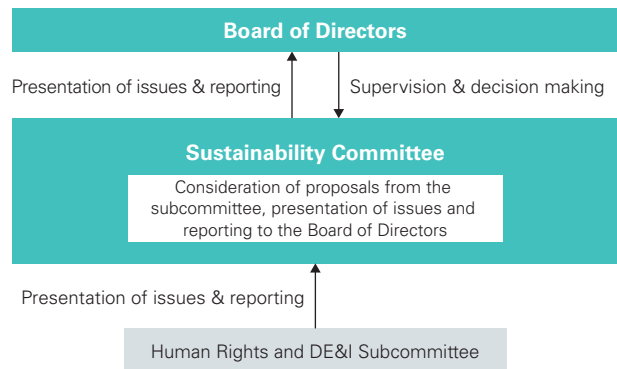 Board of Directors
Presentation of issues & reporting
Supervision & decision making
Sustainability Committee
Consideration of proposals from the
subcommittee, presentation of issues and
reporting to the Board of Directors
Presentation of issues & reporting
Human Rights and DE&I Subcommittee